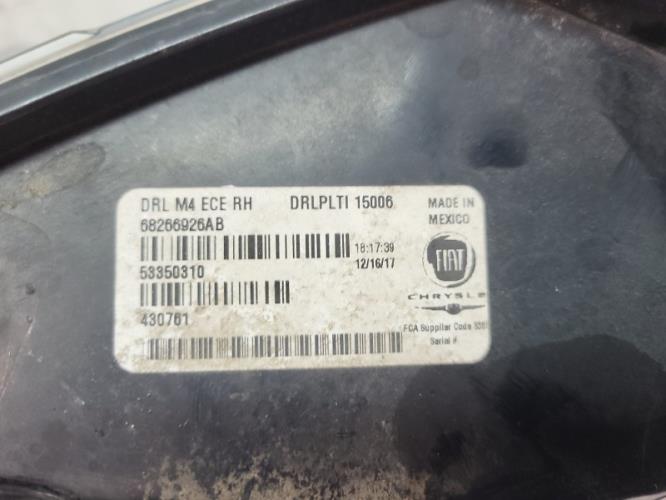 DRL M4 ECE RH DRLPLTI 15006
68266926AB
18:17:39
12/16/17
53350310
430761
MADE IN
MEXICO
FIAT
CHRYSLE
FCA Supplier Code
Serial #